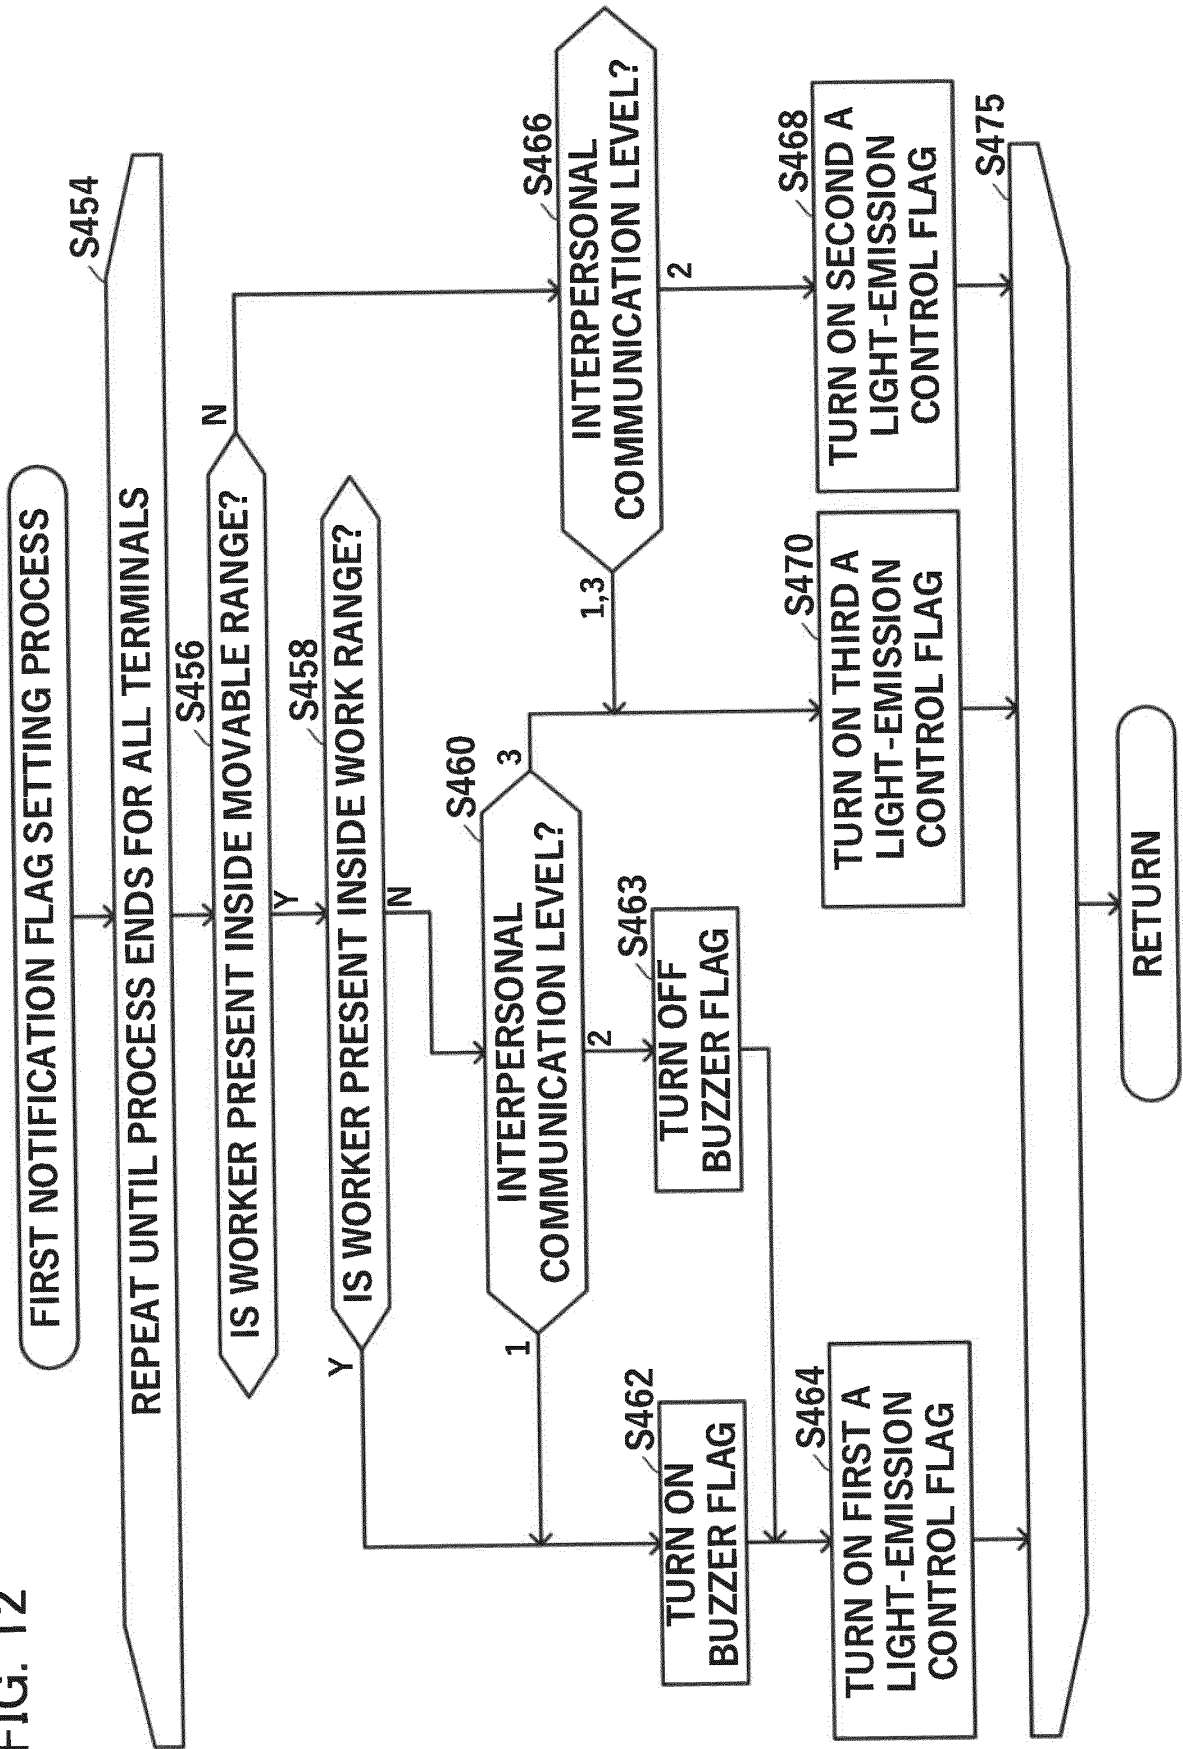 FIG. 12
FIRST NOTIFICATION FLAG SETTING PROCESS
S454
REPEAT UNTIL PROCESS ENDS FOR ALL TERMINALS
S456
IS WORKER PRESENT INSIDE MOVABLE RANGE?
N
Y
S458
IS WORKER PRESENT INSIDE WORK RANGE?
Y
N
S460
INTERPERSONAL
COMMUNICATION LEVEL?
1
2
3
S466
INTERPERSONAL
COMMUNICATION LEVEL?
1,3
2
S462
TURN ON
BUZZER FLAG
S463
TURN OFF
BUZZER FLAG
S464
TURN ON FIRST A
LIGHT-EMISSION
CONTROL FLAG
S470
TURN ON THIRD A
LIGHT-EMISSION
CONTROL FLAG
S468
TURN ON SECOND A
LIGHT-EMISSION
CONTROL FLAG
S475
RETURN